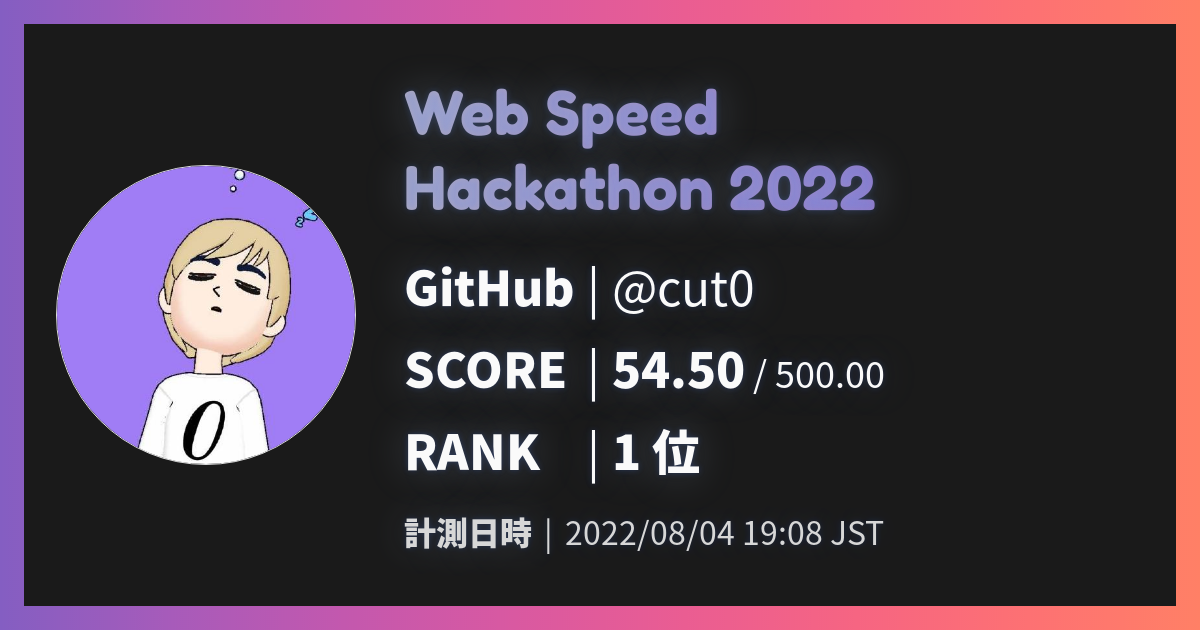 Web Speed
Hackathon 2022
GitHub | @cut0
SCORE | 54.50 / 500.00
RANK | 1 位
計測日時 | 2022/08/04 19:08 JST
0